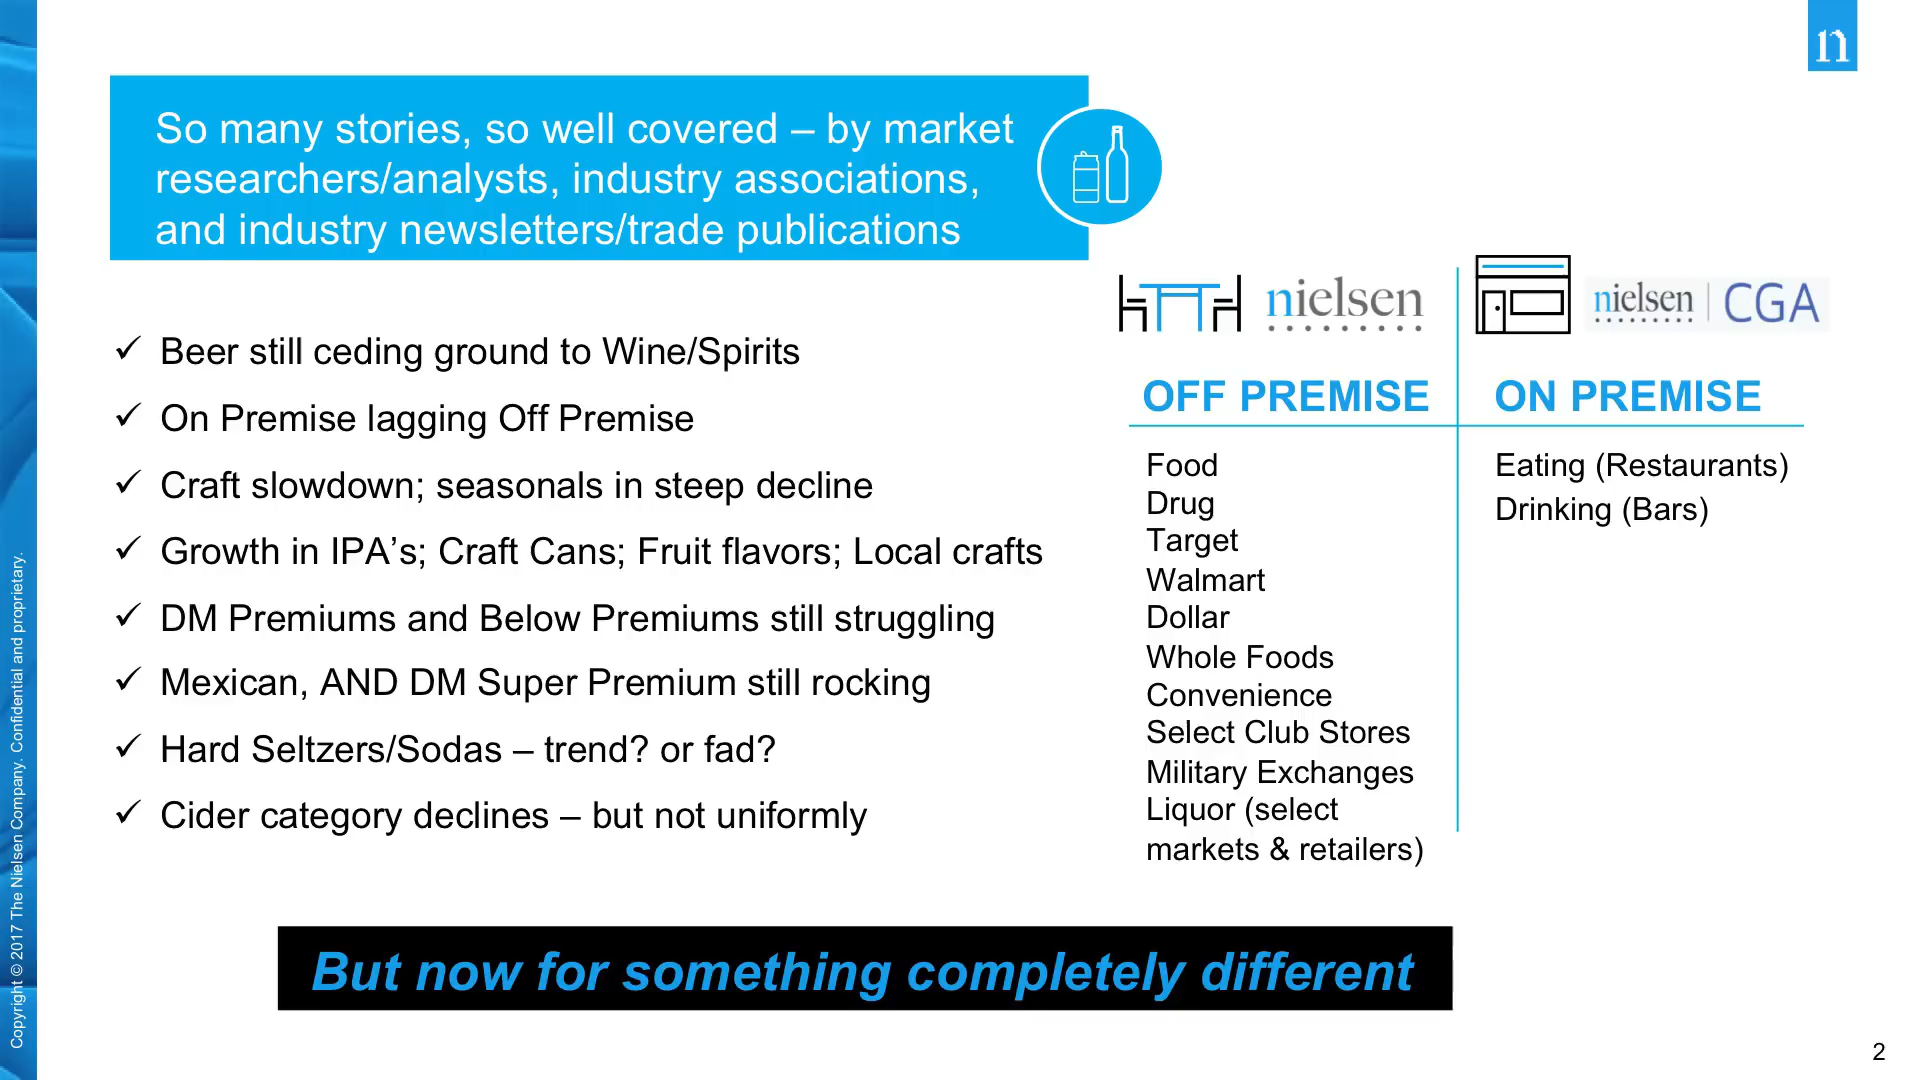 n
So many stories, so well covered – by market
researchers/analysts, industry associations,
and industry newsletters/trade publications
✓ Beer still ceding ground to Wine/Spirits
✓ On Premise lagging Off Premise
✓ Craft slowdown; seasonals in steep decline
✓ Growth in IPA’s; Craft Cans; Fruit flavors; Local crafts
✓ DM Premiums and Below Premiums still struggling
✓ Mexican, AND DM Super Premium still rocking
✓ Hard Seltzers/Sodas – trend? or fad?
✓ Cider category declines – but not uniformly
nielsen
OFF PREMISE
Food
Drug
Target
Walmart
Dollar
Whole Foods
Convenience
Select Club Stores
Military Exchanges
Liquor (select
markets & retailers)
nielsen | CGA
ON PREMISE
Eating (Restaurants)
Drinking (Bars)
But now for something completely different
Copyright © 2017 The Nielsen Company. Confidential and proprietary.
2